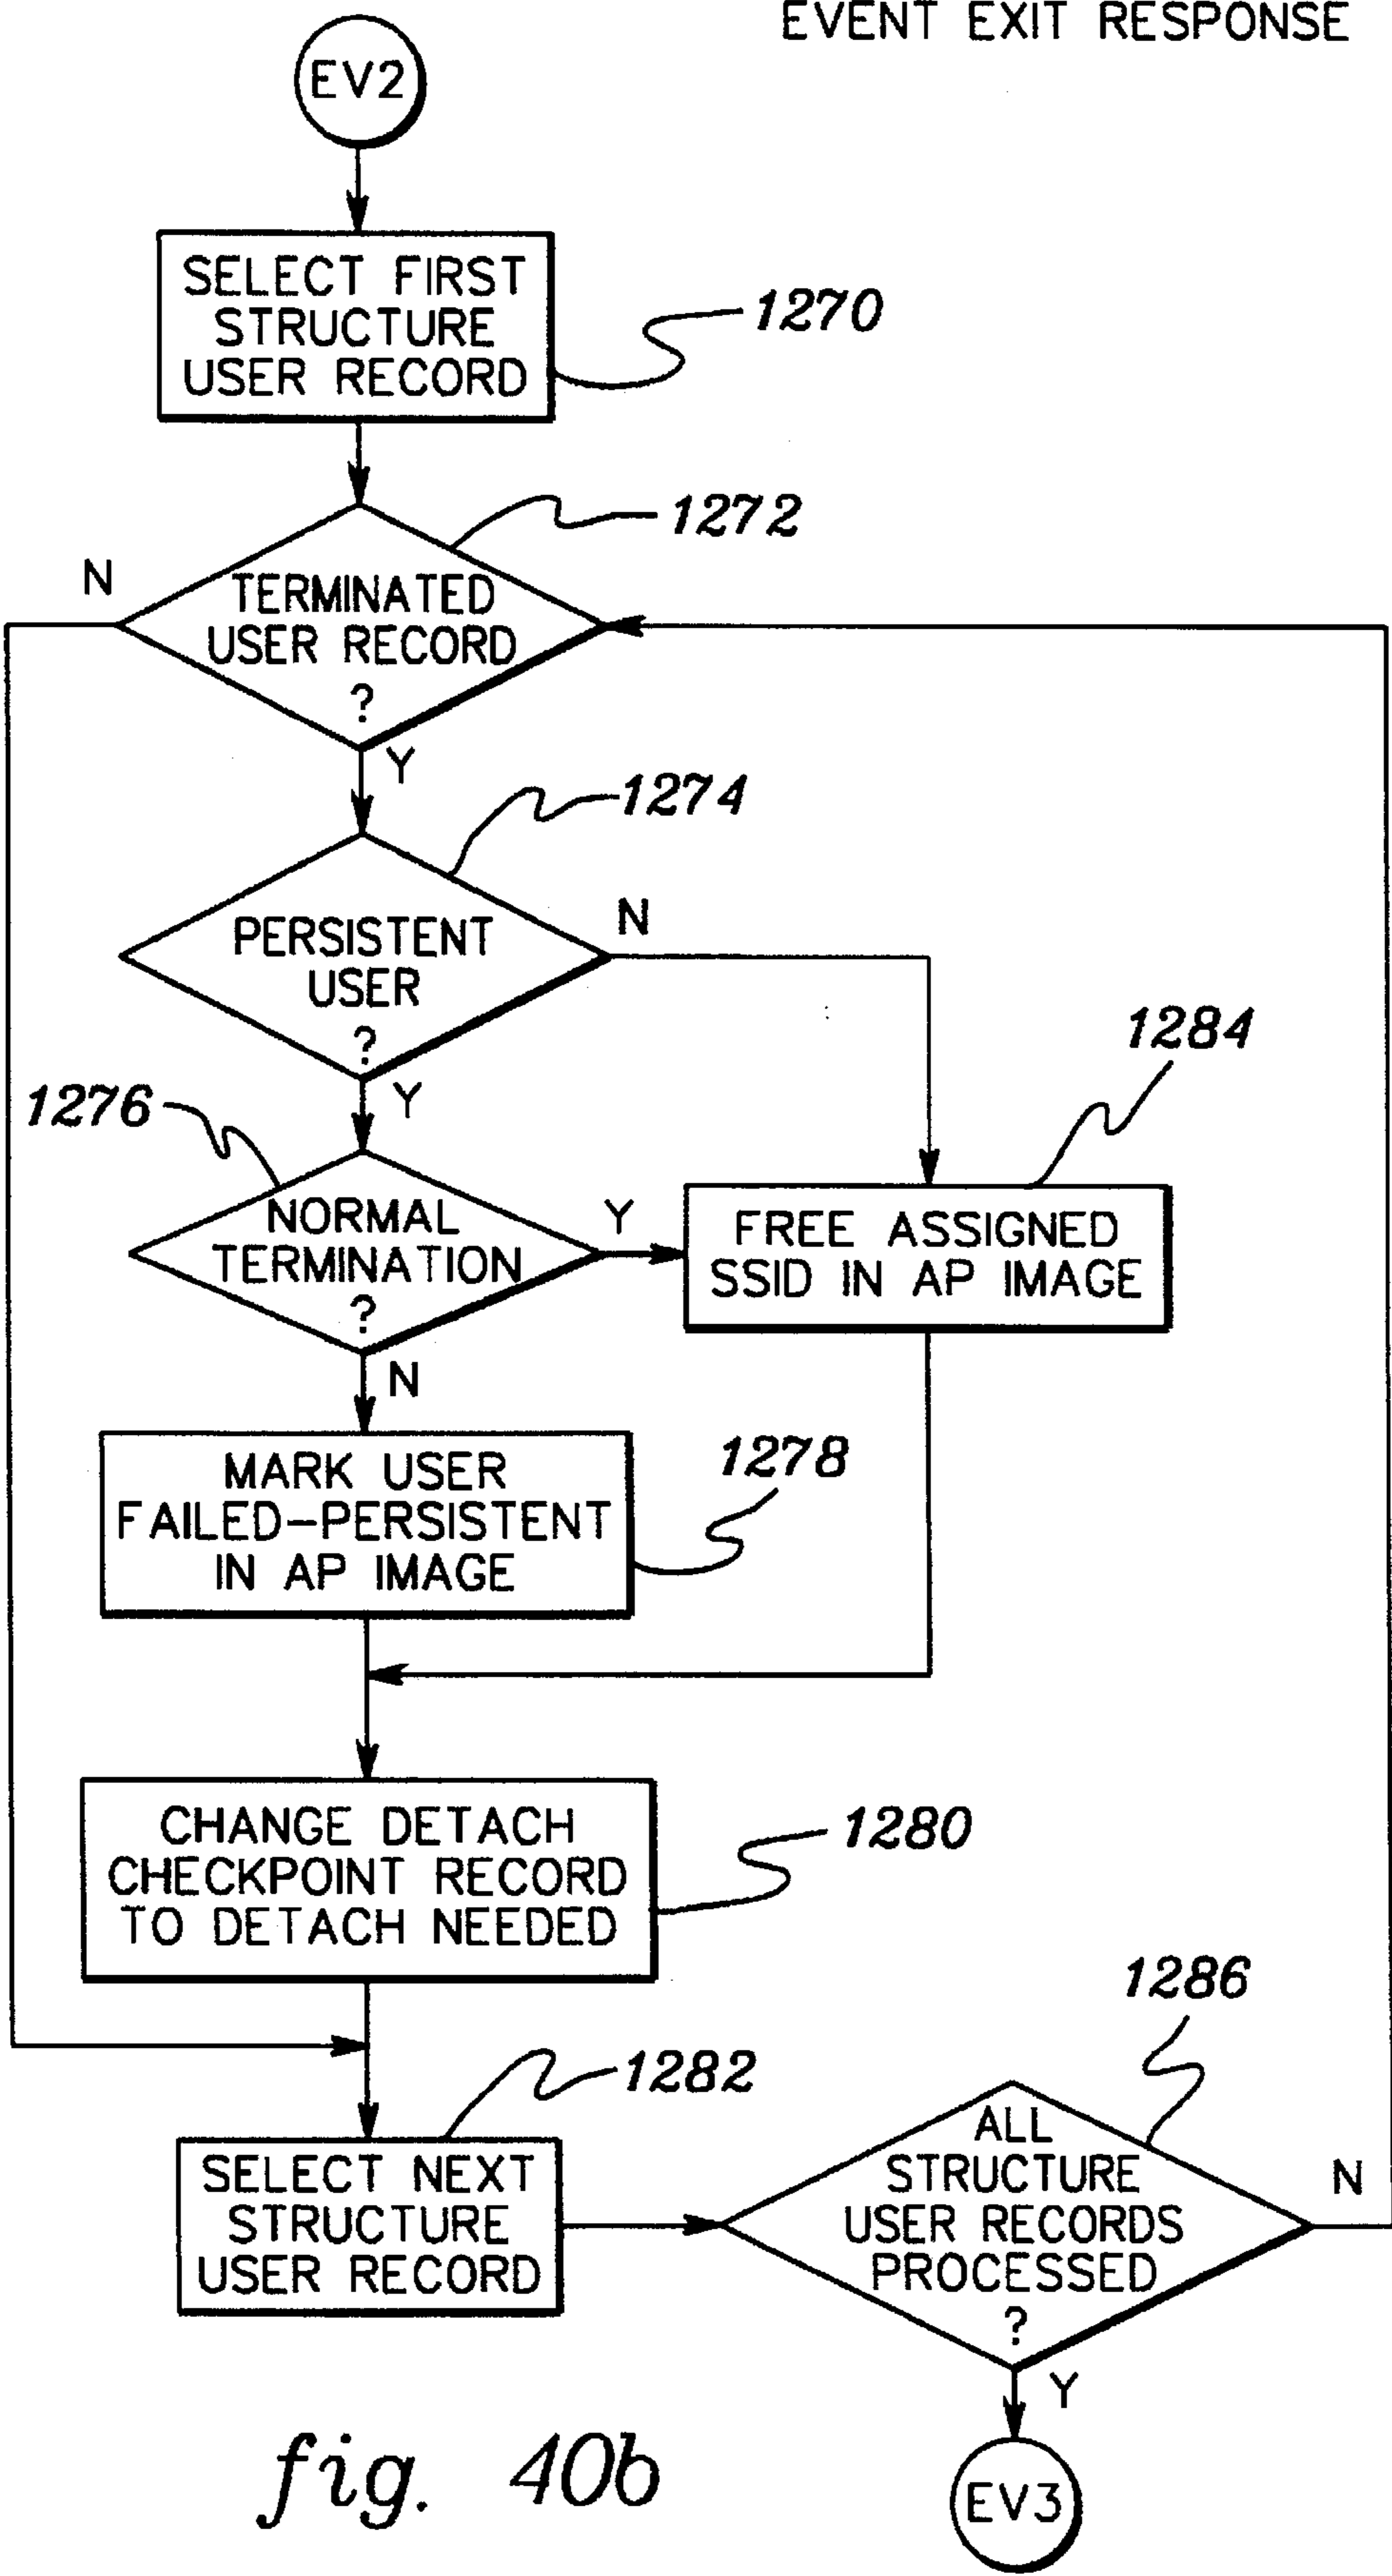 EVENT EXIT RESPONSE
EV2
SELECT FIRST
STRUCTURE
USER RECORD
1270
1272
N
TERMINATED
USER RECORD
?
Y
1274
PERSISTENT
USER
?
N
Y
1284
1276
NORMAL
TERMINATION
?
Y
FREE ASSIGNED
SSID IN AP IMAGE
N
MARK USER
FAILED-PERSISTENT
IN AP IMAGE
1278
CHANGE DETACH
CHECKPOINT RECORD
TO DETACH NEEDED
1280
1286
1282
SELECT NEXT
STRUCTURE
USER RECORD
ALL
STRUCTURE
USER RECORDS
PROCESSED
?
N
Y
EV3
fig. 40b